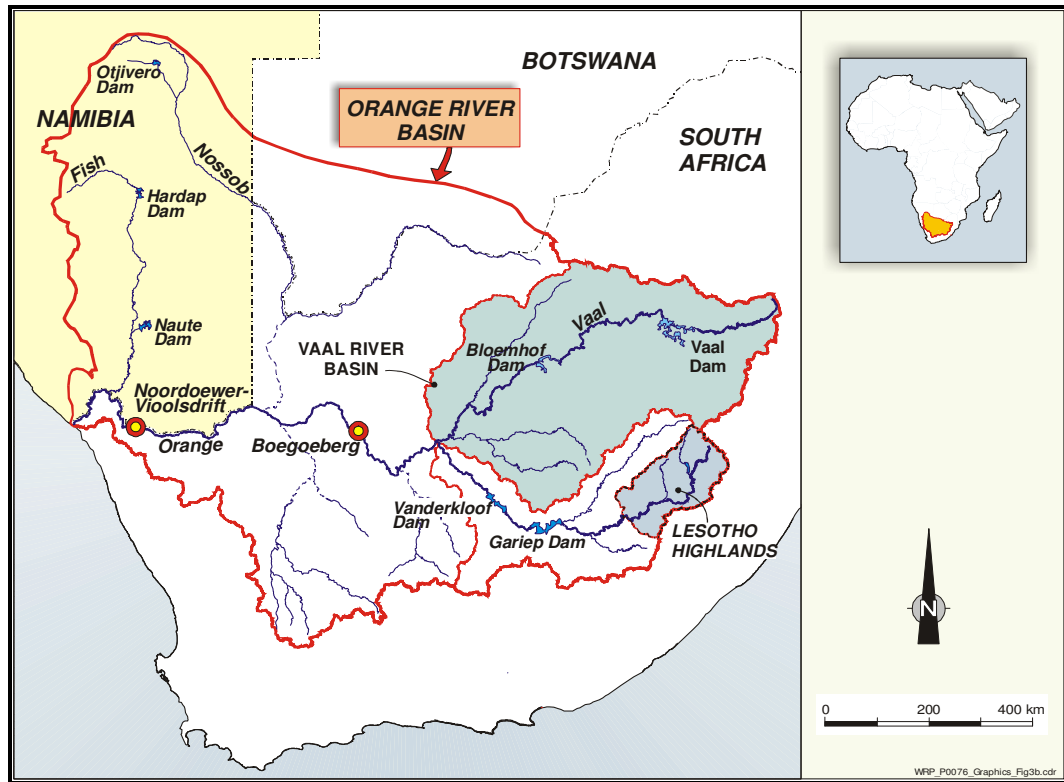 Otjivero
Dam
NAMIBIA
BOTSWANA
ORANGE RIVER
BASIN
SOUTH
AFRICA
Fish
Nossob
Hardap
Dam
Naute
Dam
VAAL RIVER
BASIN
Vaal
Bloemhof
Dam
Vaal
Dam
Noordoewer-
Vioolsdrift
Orange
Boegoeberg
Vanderkloof
Dam
Gariep Dam
LESOTHO
HIGHLANDS
N
0 200 400 km
WRP_P0076_Graphics_Fig3b.cdr